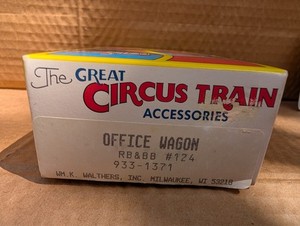 The GREAT
CIRCUS TRAIN
ACCESSORIES
OFFICE WAGON
RB&BB #124
933-1371
WM. K. WALTHERS, INC. MILWAUKEE, WI 53218